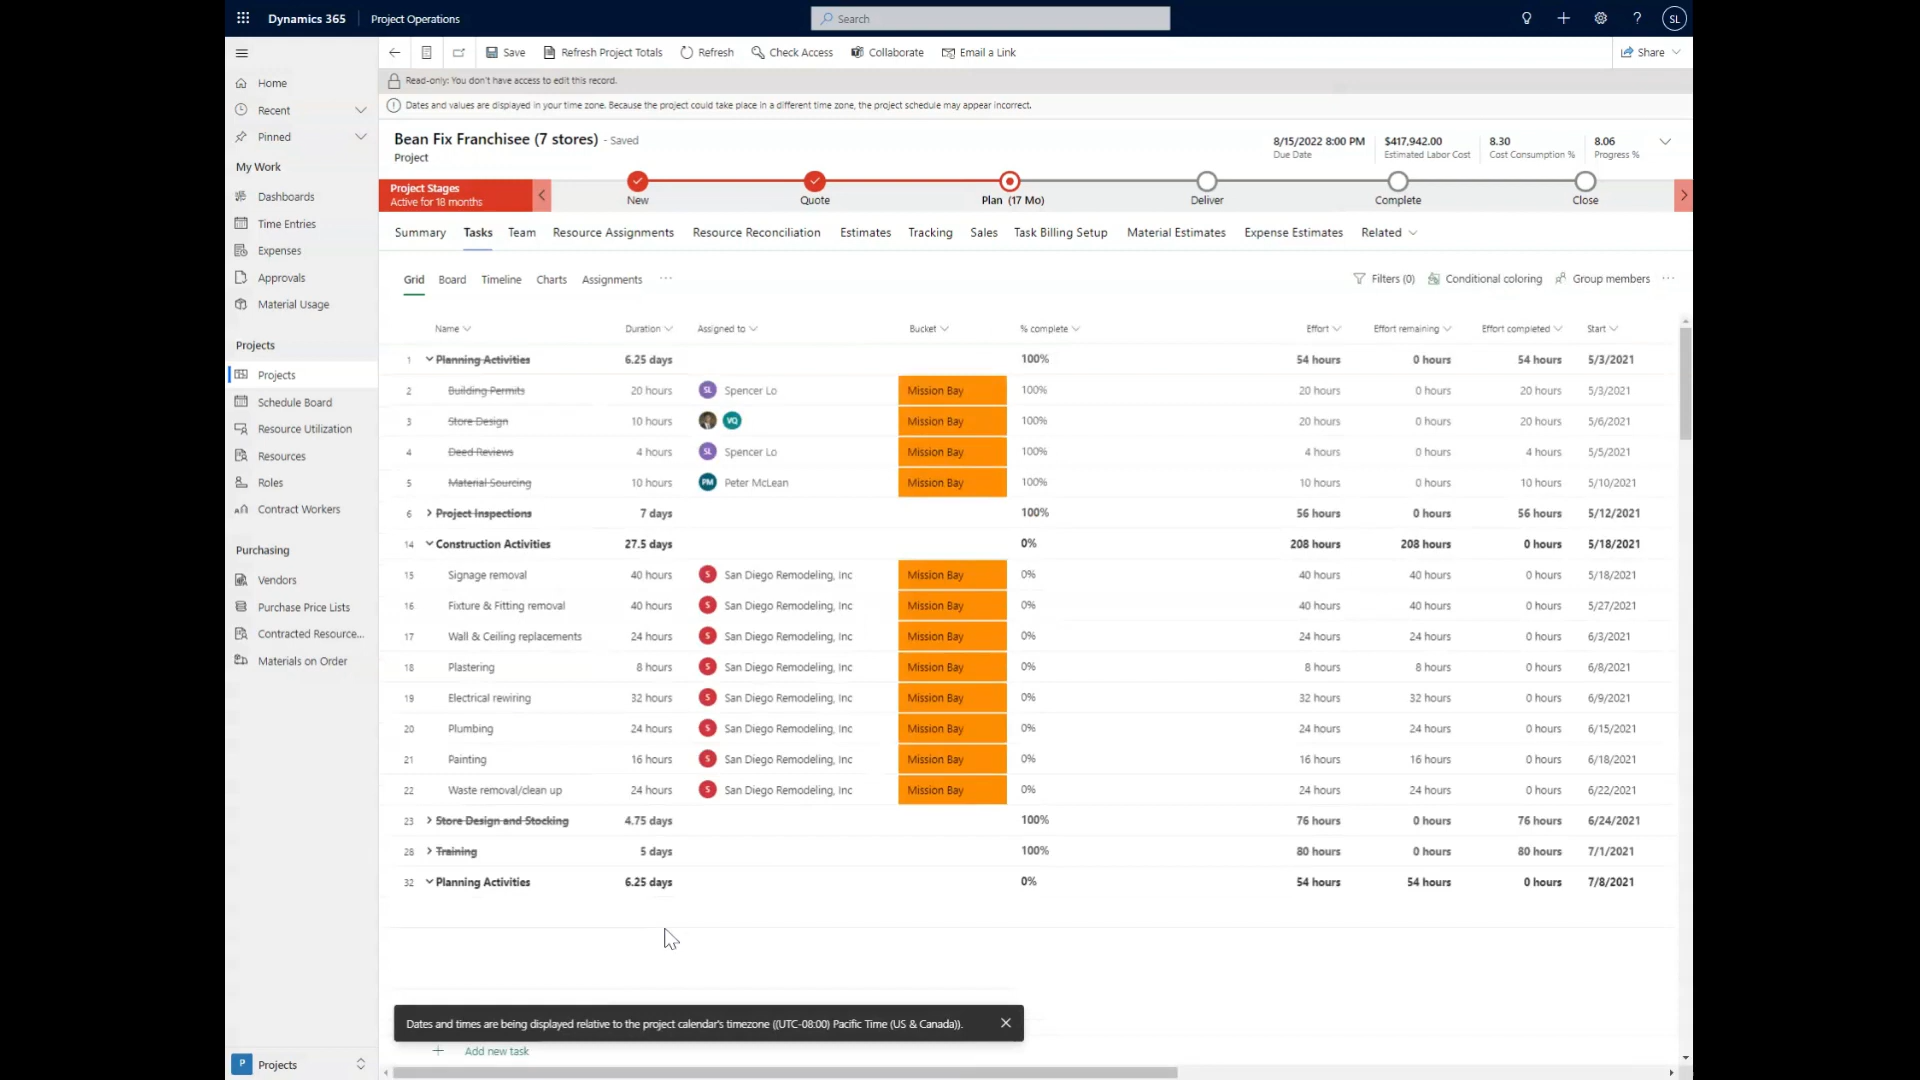 Dynamics 365 Project Operations Search ? SL
Save Refresh Project Totals Refresh Check Access Collaborate Email a Link Share
Read-only: You don't have access to edit this record.
Dates and values are displayed in your time zone. Because the project could take place in a different time zone, the project schedule may appear incorrect.
Home
Recent
Pinned
My Work
Dashboards
Time Entries
Expenses
Approvals
Material Usage
Projects
Projects
Schedule Board
Resource Utilization
Resources
Roles
Contract Workers
Purchasing
Vendors
Purchase Price Lists
Contracted Resource...
Materials on Order
P Projects
Bean Fix Franchisee (7 stores) - Saved
Project
8/15/2022 8:00 PM $417,942.00 8.30 8.06
Due Date Estimated Labor Cost Cost Consumption % Progress %
Project Stages
Active for 18 months
New Quote Plan (17 Mo) Deliver Complete Close
Summary Tasks Team Resource Assignments Resource Reconciliation Estimates Tracking Sales Task Billing Setup Material Estimates Expense Estimates Related
Grid Board Timeline Charts Assignments ... Filters (0) Conditional coloring Group members ...
Name Duration Assigned to Bucket % complete Effort Effort remaining Effort completed Start
1 Planning Activities 6.25 days 100% 54 hours 0 hours 54 hours 5/3/2021
2 Building Permits 20 hours SL Spencer Lo Mission Bay 100% 20 hours 0 hours 20 hours 5/3/2021
3 Store Design 10 hours VQ Mission Bay 100% 20 hours 0 hours 20 hours 5/6/2021
4 Deed Reviews 4 hours SL Spencer Lo Mission Bay 100% 4 hours 0 hours 4 hours 5/5/2021
5 Material Sourcing 10 hours PM Peter McLean Mission Bay 100% 10 hours 0 hours 10 hours 5/10/2021
6 Project Inspections 7 days 100% 56 hours 0 hours 56 hours 5/12/2021
14 Construction Activities 27.5 days 0% 208 hours 208 hours 0 hours 5/18/2021
15 Signage removal 40 hours S San Diego Remodeling, Inc Mission Bay 0% 40 hours 40 hours 0 hours 5/18/2021
16 Fixture & Fitting removal 40 hours S San Diego Remodeling, Inc Mission Bay 0% 40 hours 40 hours 0 hours 5/27/2021
17 Wall & Ceiling replacements 24 hours S San Diego Remodeling, Inc Mission Bay 0% 24 hours 24 hours 0 hours 6/3/2021
18 Plastering 8 hours S San Diego Remodeling, Inc Mission Bay 0% 8 hours 8 hours 0 hours 6/8/2021
19 Electrical rewiring 32 hours S San Diego Remodeling, Inc Mission Bay 0% 32 hours 32 hours 0 hours 6/9/2021
20 Plumbing 24 hours S San Diego Remodeling, Inc Mission Bay 0% 24 hours 24 hours 0 hours 6/15/2021
21 Painting 16 hours S San Diego Remodeling, Inc Mission Bay 0% 16 hours 16 hours 0 hours 6/18/2021
22 Waste removal/clean up 24 hours S San Diego Remodeling, Inc Mission Bay 0% 24 hours 24 hours 0 hours 6/22/2021
23 Store Design and Stocking 4.75 days 100% 76 hours 0 hours 76 hours 6/24/2021
28 Training 5 days 100% 80 hours 0 hours 80 hours 7/1/2021
32 Planning Activities 6.25 days 0% 54 hours 54 hours 0 hours 7/8/2021
Dates and times are being displayed relative to the project calendar's timezone ((UTC-08:00) Pacific Time (US & Canada)).
Add new task